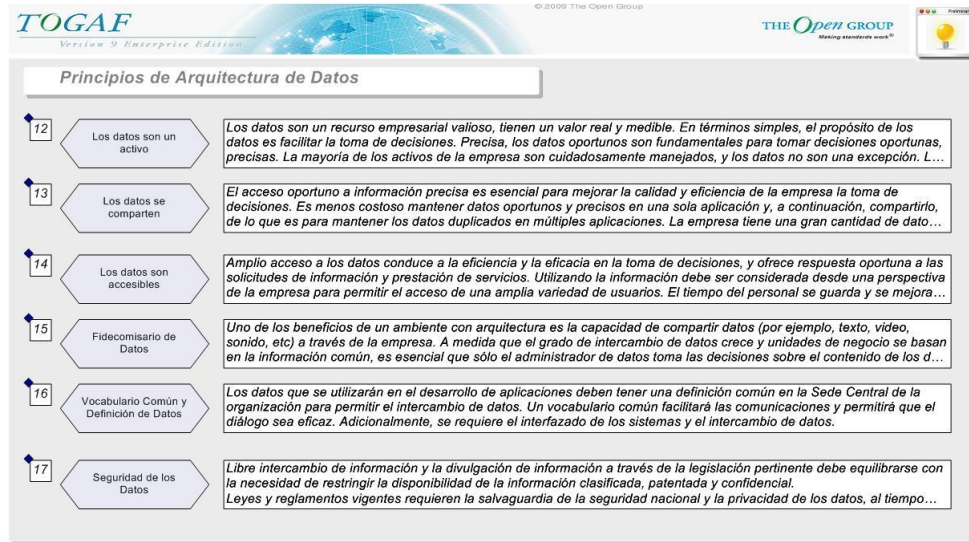 © 2009 The Open Group
TOGAF
Version 9 Enterprise Edition
THE Open GROUP
Making standards work®
Principios de Arquitectura de Datos
12
Los datos son un
activo
Los datos son un recurso empresarial valioso, tienen un valor real y medible. En términos simples, el propósito de los
datos es facilitar la toma de decisiones. Precisa, los datos oportunos son fundamentales para tomar decisiones oportunas,
precisas. La mayoría de los activos de la empresa son cuidadosamente manejados, y los datos no son una excepción. L...
13
Los datos se
comparten
El acceso oportuno a información precisa es esencial para mejorar la calidad y eficiencia de la empresa la toma de
decisiones. Es menos costoso mantener datos oportunos y precisos en una sola aplicación y, a continuación, compartirlo,
de lo que es para mantener los datos duplicados en múltiples aplicaciones. La empresa tiene una gran cantidad de dato...
14
Los datos son
accesibles
Amplio acceso a los datos conduce a la eficiencia y la eficacia en la toma de decisiones, y ofrece respuesta oportuna a las
solicitudes de información y prestación de servicios. Utilizando la información debe ser considerada desde una perspectiva
de la empresa para permitir el acceso de una amplia variedad de usuarios. El tiempo del personal se guarda y se mejora...
15
Fidecomisario de
Datos
Uno de los beneficios de un ambiente con arquitectura es la capacidad de compartir datos (por ejemplo, texto, video,
sonido, etc) a través de la empresa. A medida que el grado de intercambio de datos crece y unidades de negocio se basan
en la información común, es esencial que sólo el administrador de datos toma las decisiones sobre el contenido de los d...
16
Vocabulario Común y
Definición de Datos
Los datos que se utilizarán en el desarrollo de aplicaciones deben tener una definición común en la Sede Central de la
organización para permitir el intercambio de datos. Un vocabulario común facilitará las comunicaciones y permitirá que el
diálogo sea eficaz. Adicionalmente, se requiere el interfazado de los sistemas y el intercambio de datos.
17
Seguridad de los
Datos
Libre intercambio de información y la divulgación de información a través de la legislación pertinente debe equilibrarse con
la necesidad de restringir la disponibilidad de la información clasificada, patentada y confidencial.
Leyes y reglamentos vigentes requieren la salvaguardia de la seguridad nacional y la privacidad de los datos, al tiempo...